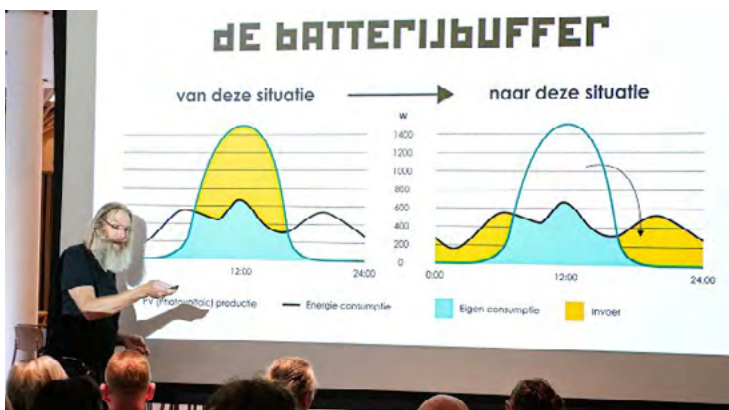 de batterijbuffer
van deze situatie
naar deze situatie
W
1400
1200
1000
800
600
400
200
0
12:00
24:00
0:00
12:00
24:00
PV (Photovoltaic) productie
Energie consumptie
Eigen consumptie
Invoer